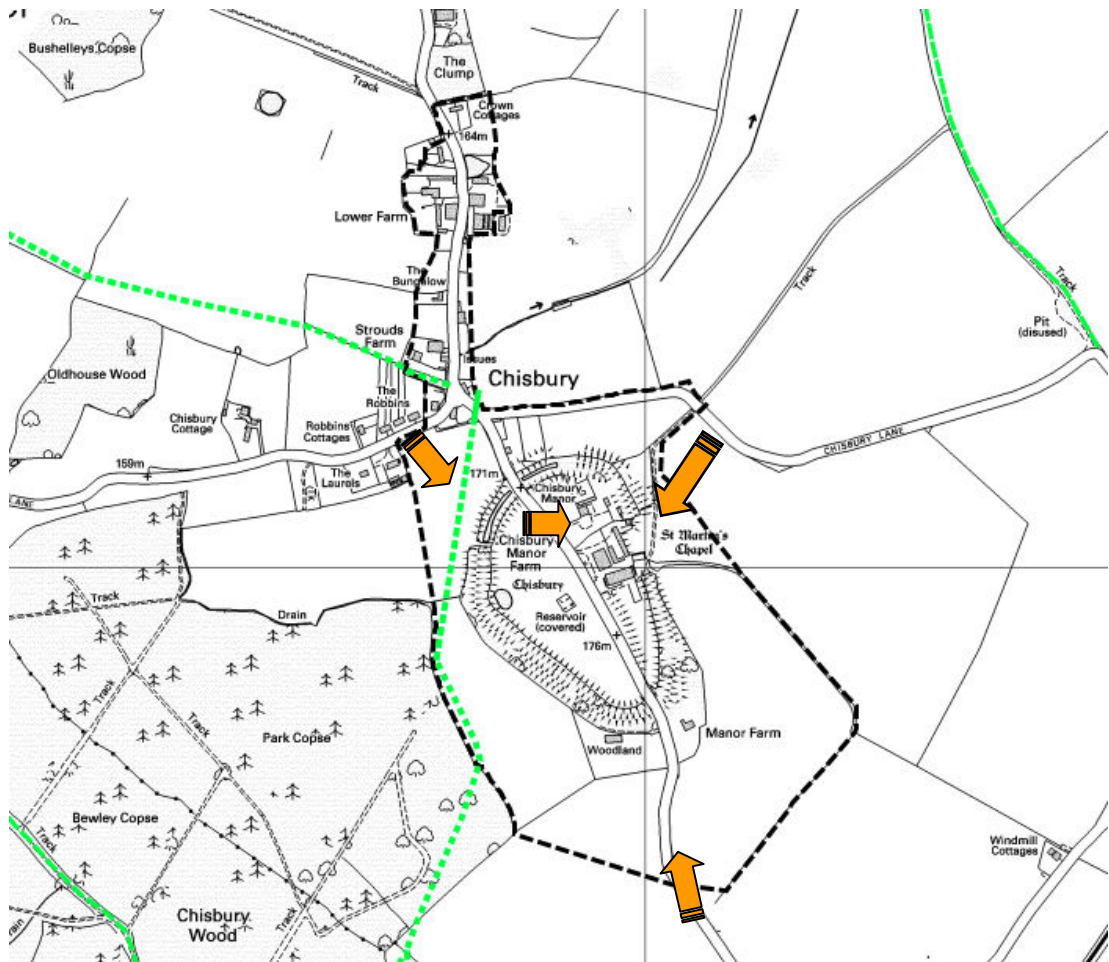 Bushelleys Copse
The
Clump
Track
Crown
Cottages
164m
Lower Farm
The
Bungalow
Strouds
Farm
Issues
Chisbury
Track
Track
Pit
(disused)
Oldhouse Wood
The
Robbins
Chisbury
Cottage
Robbins
Cottages
CHISBURY LANE
159m
LANE
The
Laurels
171m
Chisbury
Manor
St Martin's
Chapel
Chisbury
Manor
Farm
Chisbury
Reservoir
(covered)
176m
Track
Drain
Track
Track
Park Copse
Woodland
Manor Farm
Bewley Copse
Track
Windmill
Cottages
Chisbury
Wood
Track